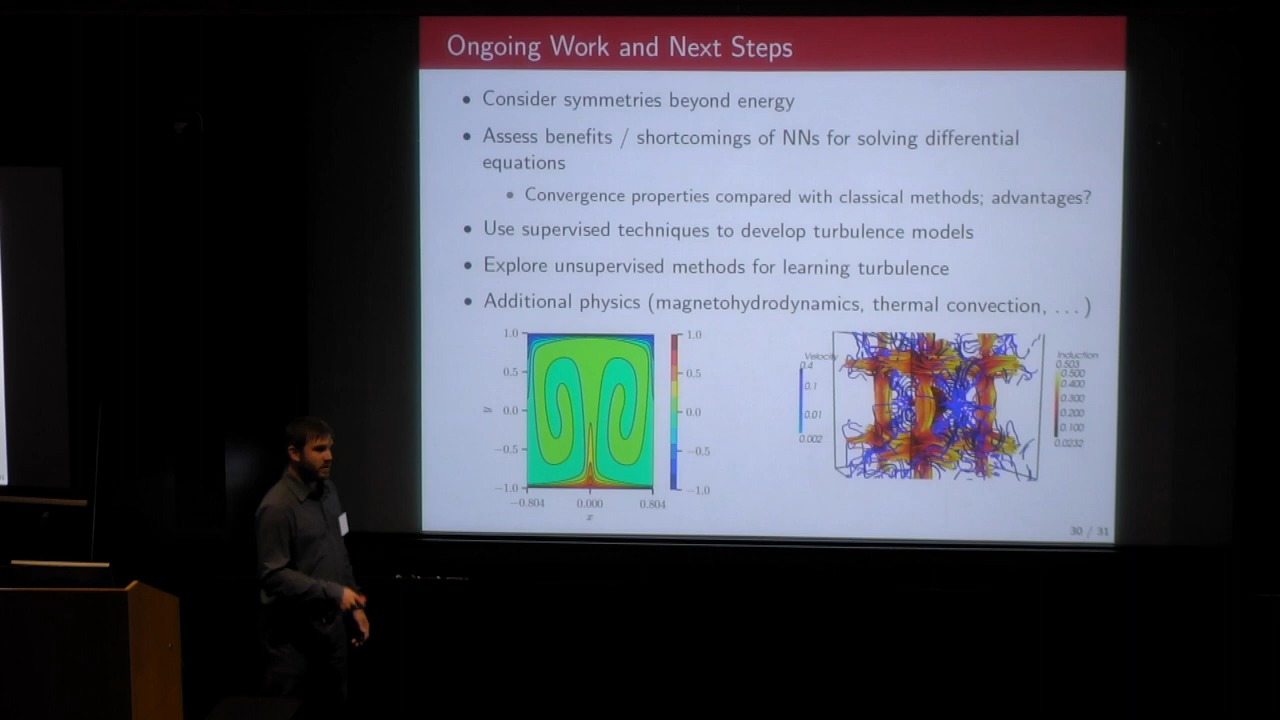 Ongoing Work and Next Steps
• Consider symmetries beyond energy
• Assess benefits / shortcomings of NNs for solving differential
equations
• Convergence properties compared with classical methods; advantages?
• Use supervised techniques to develop turbulence models
• Explore unsupervised methods for learning turbulence
• Additional physics (magnetohydrodynamics, thermal convection, ...)
1.0
0.5
0.0
−0.5
−1.0
y
−0.804 0.000 0.804
x
1.0
0.5
0.0
−0.5
−1.0
Velocity
0.4
0.1
0.01
0.002
Induction
0.503
0.500
0.400
0.300
0.200
0.100
0.0232
30 / 31